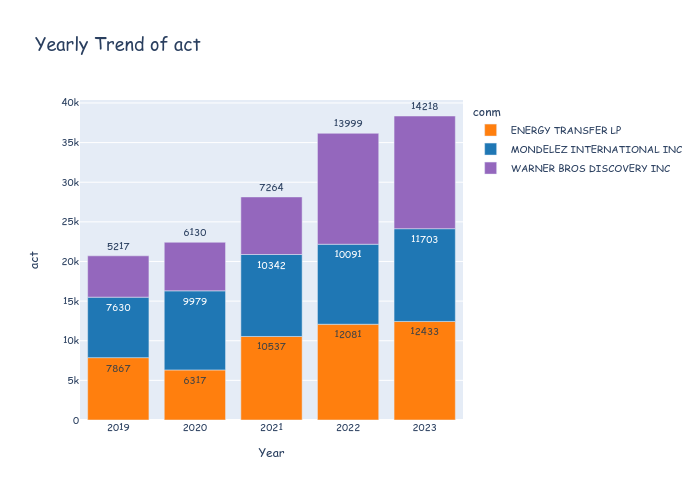 Yearly Trend of act
conm
ENERGY TRANSFER LP
MONDELEZ INTERNATIONAL INC
WARNER BROS DISCOVERY INC
act
40k
35k
30k
25k
20k
15k
10k
5k
0
5217
6130
7264
13999
14218
7630
9979
10342
10091
11703
7867
6317
10537
12081
12433
2019
2020
2021
2022
2023
Year